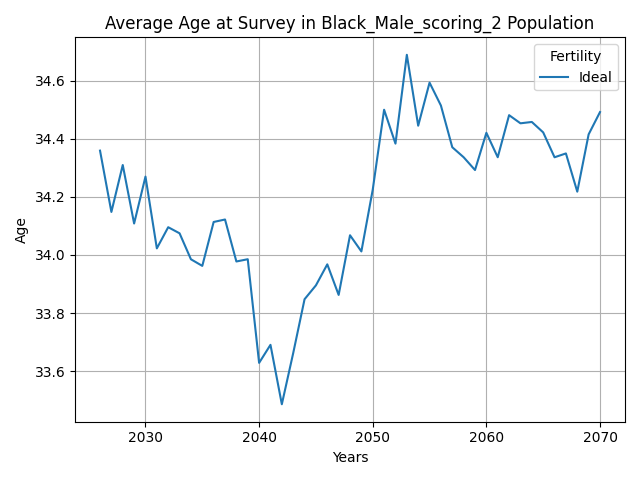 Average Age at Survey in Black_Male_scoring_2 Population
Fertility
Ideal
34.6
34.4
34.2
34.0
33.8
33.6
Age
2030 2040 2050 2060 2070
Years